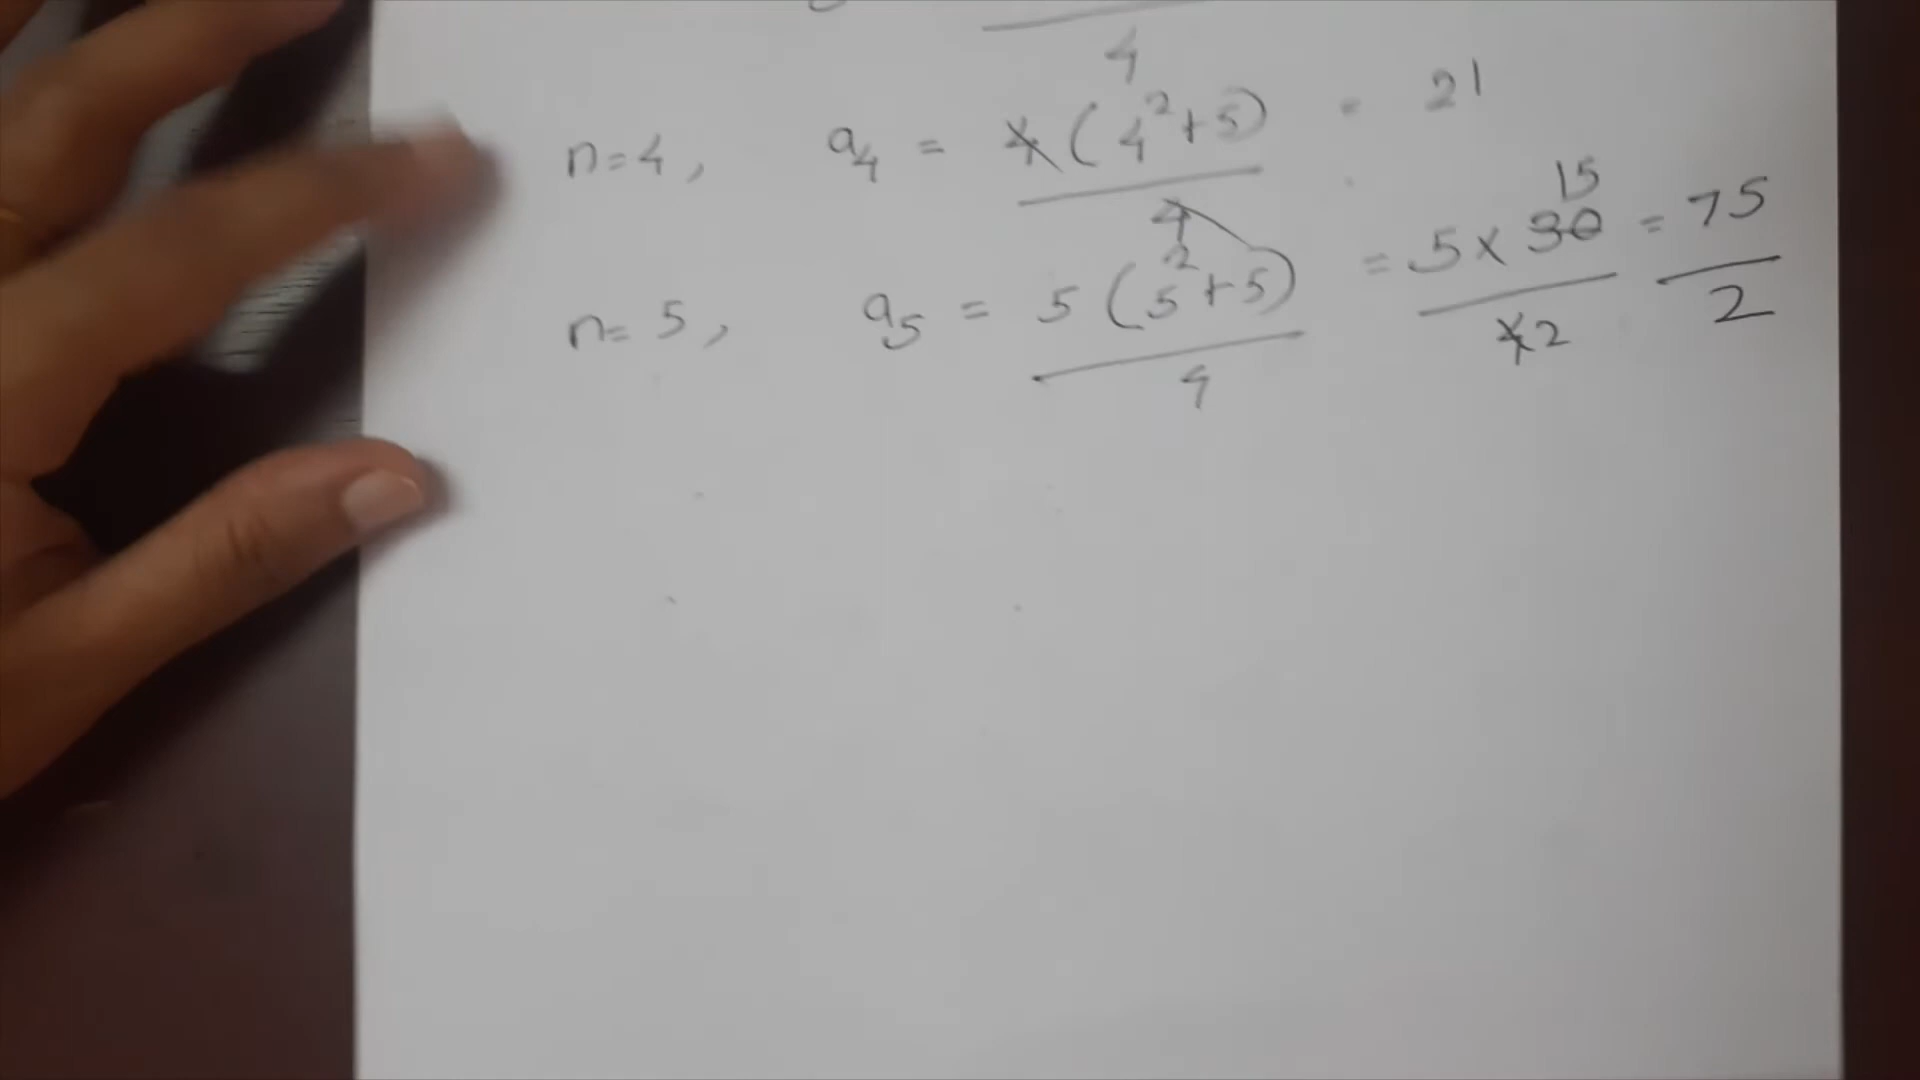 4
n=4, a₄ = 4(4²+5)/4 = 21
n=5, a₅ = 5(5²+5)/4 = 5×30 15/4 2 = 75/2